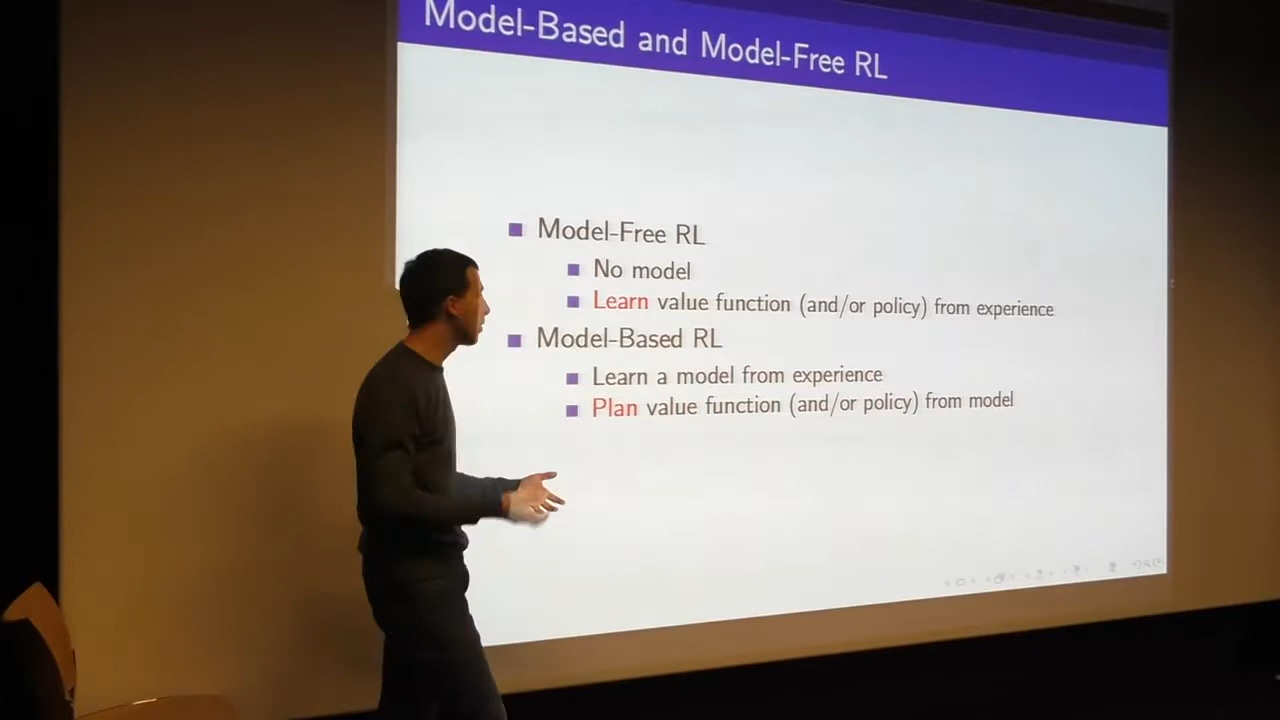 Model-Based and Model-Free RL
Model-Free RL
No model
Learn value function (and/or policy) from experience
Model-Based RL
Learn a model from experience
Plan value function (and/or policy) from model